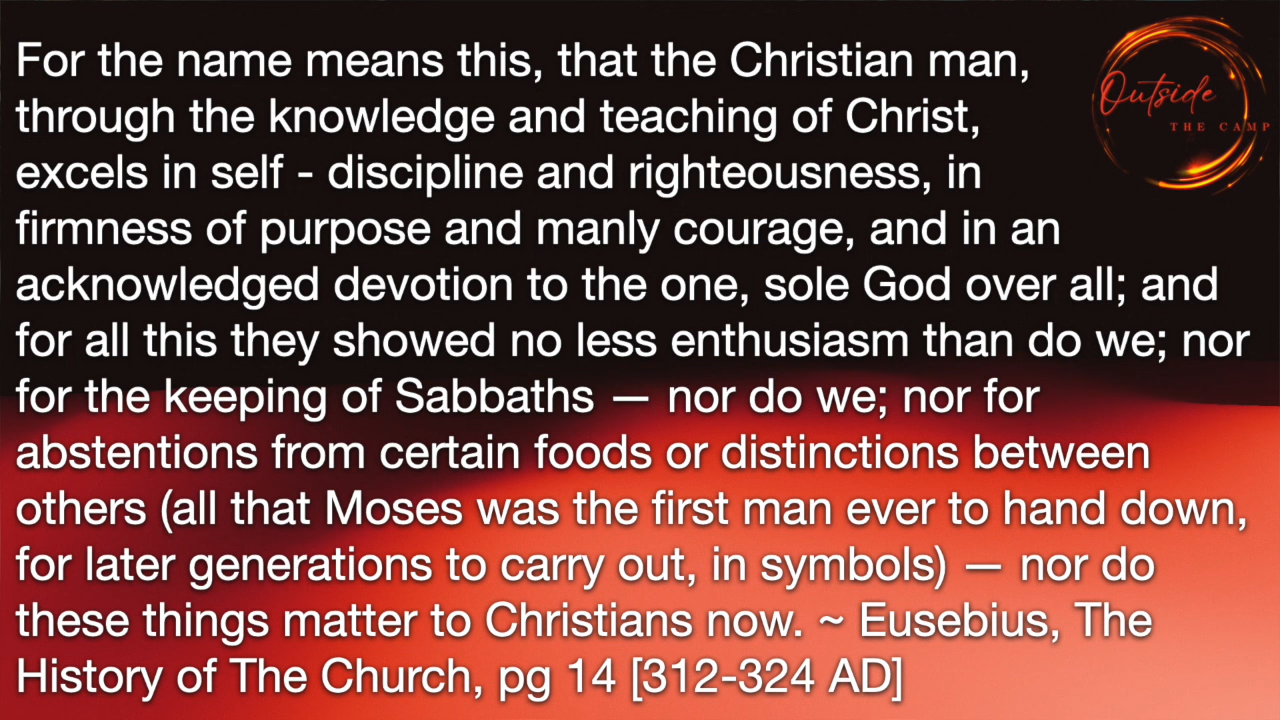 For the name means this, that the Christian man,
through the knowledge and teaching of Christ,
excels in self - discipline and righteousness, in
firmness of purpose and manly courage, and in an
acknowledged devotion to the one, sole God over all; and
for all this they showed no less enthusiasm than do we; nor
for the keeping of Sabbaths — nor do we; nor for
abstentions from certain foods or distinctions between
others (all that Moses was the first man ever to hand down,
for later generations to carry out, in symbols) — nor do
these things matter to Christians now. ~ Eusebius, The
History of The Church, pg 14 [312-324 AD]
Outside
THE CAMP